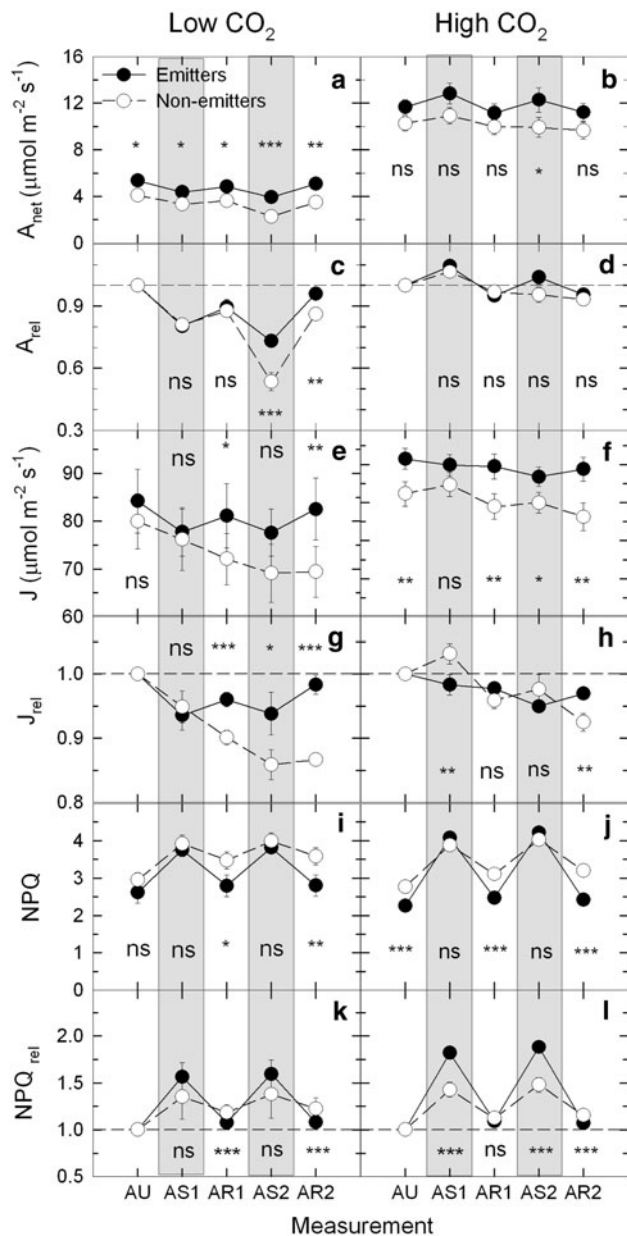 Low CO2 High CO2
16
12
8
4
0
Anet (μmol m−2 s−1)
Emitters
Non-emitters
a
* * * *** **
b
ns ns ns * ns
0.9
0.6
0.3
Arel
c
ns ns *** **
d
ns ns ns ns
90
80
70
60
J (μmol m−2 s−1)
e
ns ns * ns **
f
** ns ** * **
1.0
0.9
0.8
Jrel
g
ns *** * ***
h
** ns ns **
4
3
2
1
0
NPQ
i
ns ns * ns **
j
*** ns *** ns ***
2.0
1.5
1.0
0.5
NPQ rel
k
ns *** ns ***
l
*** ns *** ***
AU AS1 AR1 AS2 AR2 AU AS1 AR1 AS2 AR2
Measurement